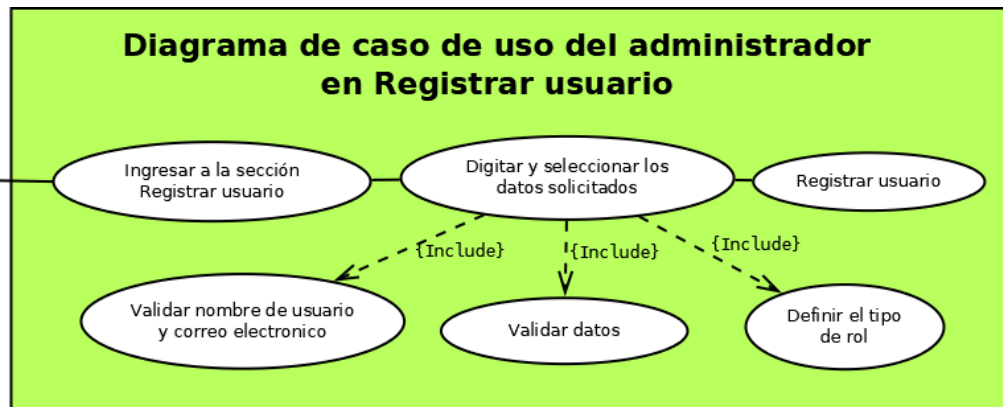 Diagrama de caso de uso del administrador
en Registrar usuario
Ingresar a la sección
Registrar usuario
Digitar y seleccionar los
datos solicitados
Registrar usuario
{Include}
{Include}
{Include}
Validar nombre de usuario
y correo electronico
Validar datos
Definir el tipo
de rol